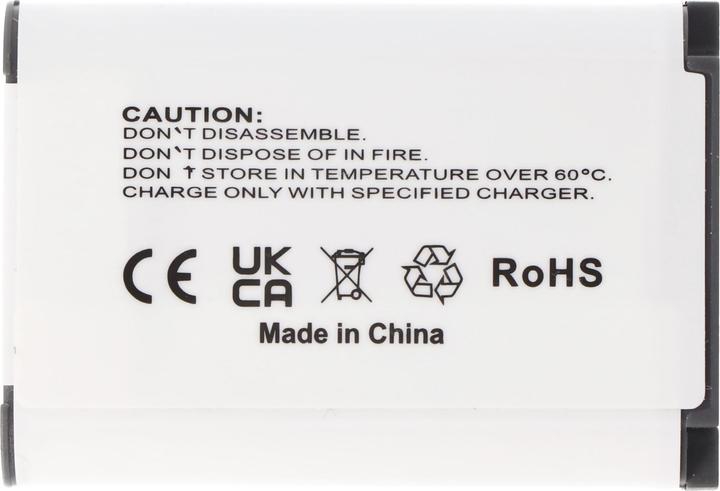 CAUTION:
DON`T DISASSEMBLE.
DON`T DISPOSE OF IN FIRE.
DON`T STORE IN TEMPERATURE OVER 60°C.
CHARGE ONLY WITH SPECIFIED CHARGER.
CE UK CA RoHS
Made in China